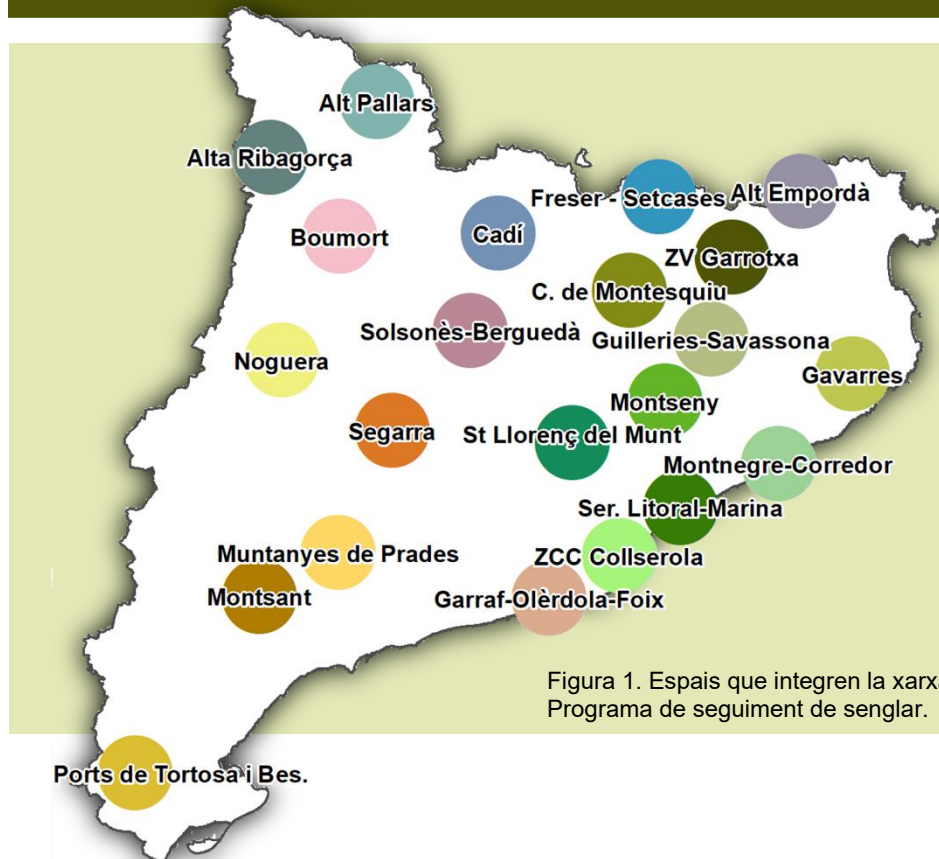 Alt Pallars
Alta Ribagorça
Freser - Setcases
Alt Empordà
Boumort
Cadí
ZV Garrotxa
C. de Montesquiu
Solsonès-Berguedà
Guilleries-Savassona
Noguera
Gavarres
Montseny
Segarra
St Llorenç del Munt
Montnegre-Corredor
Ser. Litoral-Marina
Muntanyes de Prades
ZCC Collserola
Montsant
Garraf-Olèrdola-Foix
Figura 1. Espais que integren la xarxa
Programa de seguiment de senglar.
Ports de Tortosa i Bes.